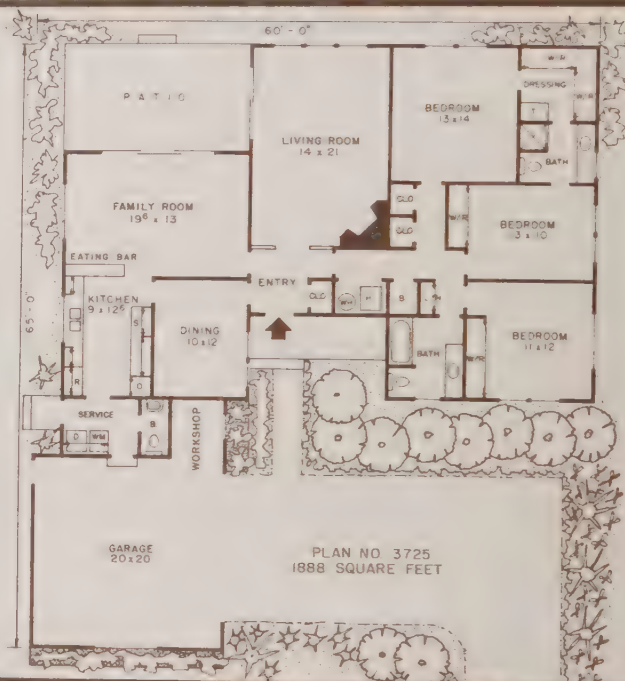 60'-0"
W/R
PATIO
DRESSING
BEDROOM
13 x 14
W/R
LIVING ROOM
14 x 21
T
BATH
FAMILY ROOM
19⁶ x 13
CLO
CLO
W/R
BEDROOM
13 x 10
EATING BAR
ENTRY
65'-0"
KITCHEN
9 x 12⁶
CLO
WH
H
B
DINING
10 x 12
S
BATH
W/R
BEDROOM
11 x 12
R
O
SERVICE
B
D
WM
WORKSHOP
GARAGE
20 x 20
PLAN NO. 3725
1888 SQUARE FEET